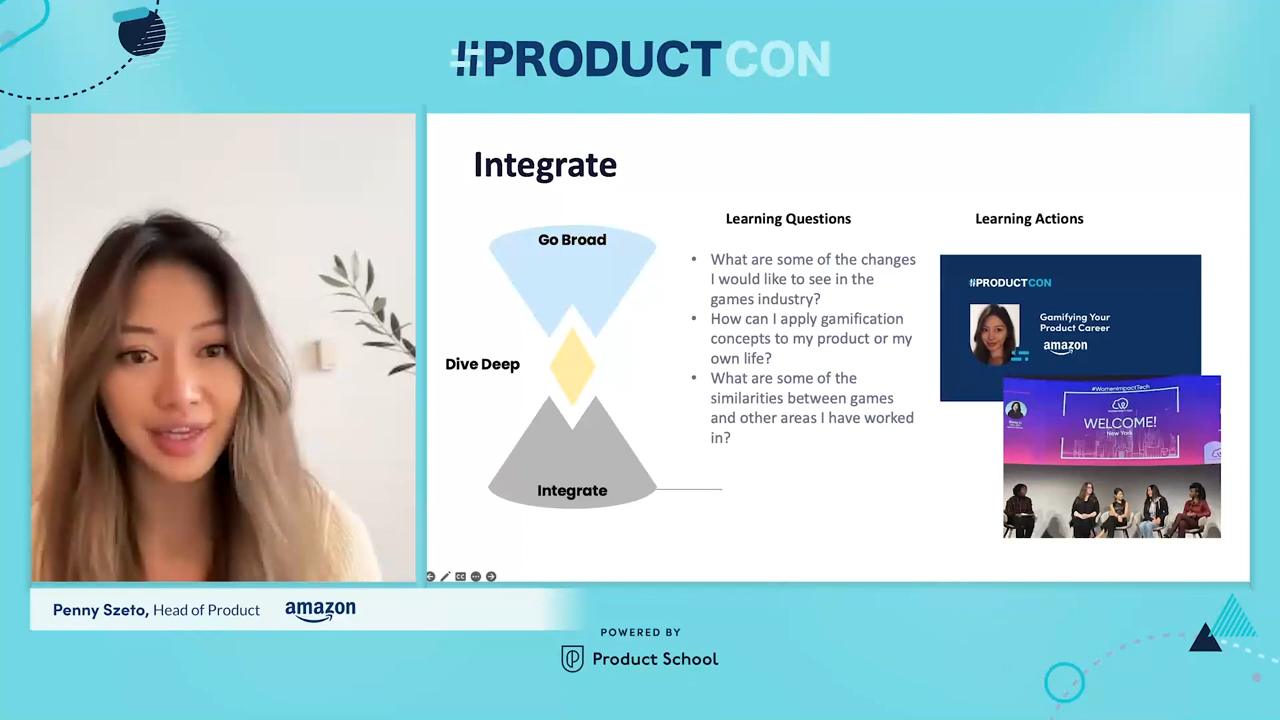 #PRODUCTCON
Integrate
Go Broad
Dive Deep
Integrate
Learning Questions
• What are some of the changes
I would like to see in the
games industry?
• How can I apply gamification
concepts to my product or my
own life?
• What are some of the
similarities between games
and other areas I have worked
in?
Learning Actions
#PRODUCTCON
Gamifying Your
Product Career
amazon
#WomenImpactTech
WELCOME!
New York
CC
Penny Szeto, Head of Product
amazon
POWERED BY
Product School